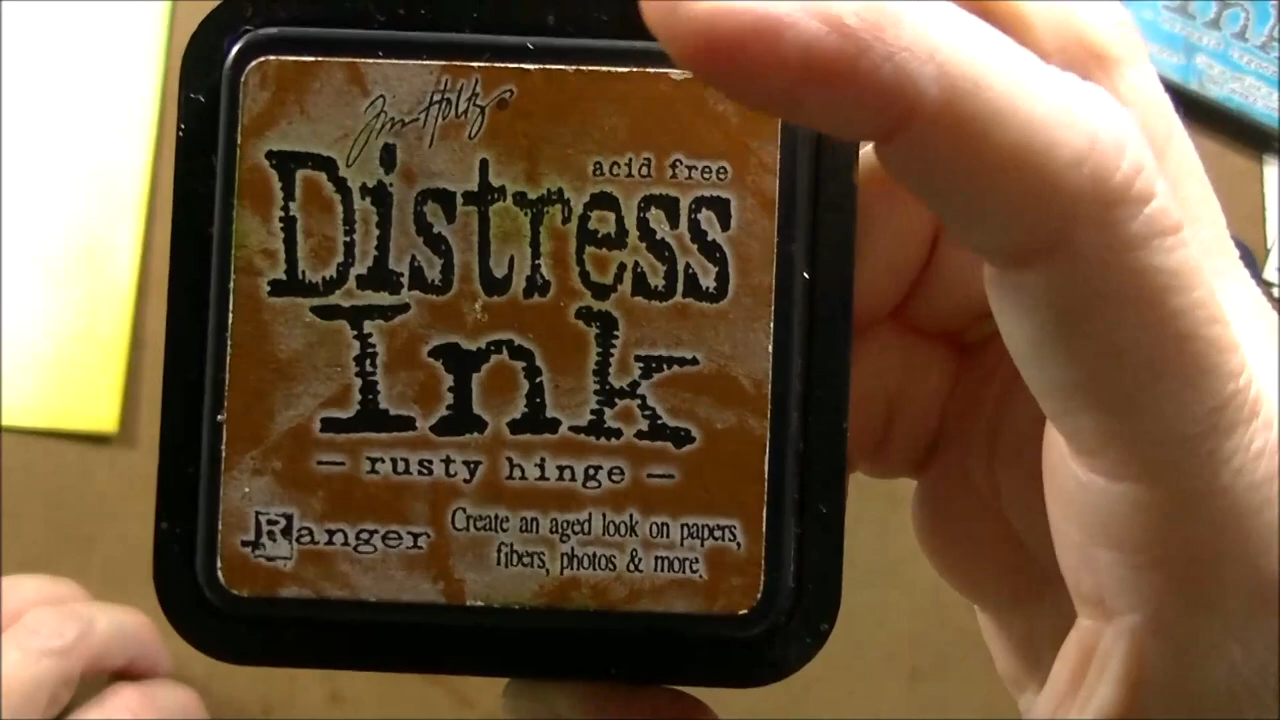 Tim Holtz
acid free
Distress
Ink
— rusty hinge —
Ranger
Create an aged look on papers,
fibers, photos & more.